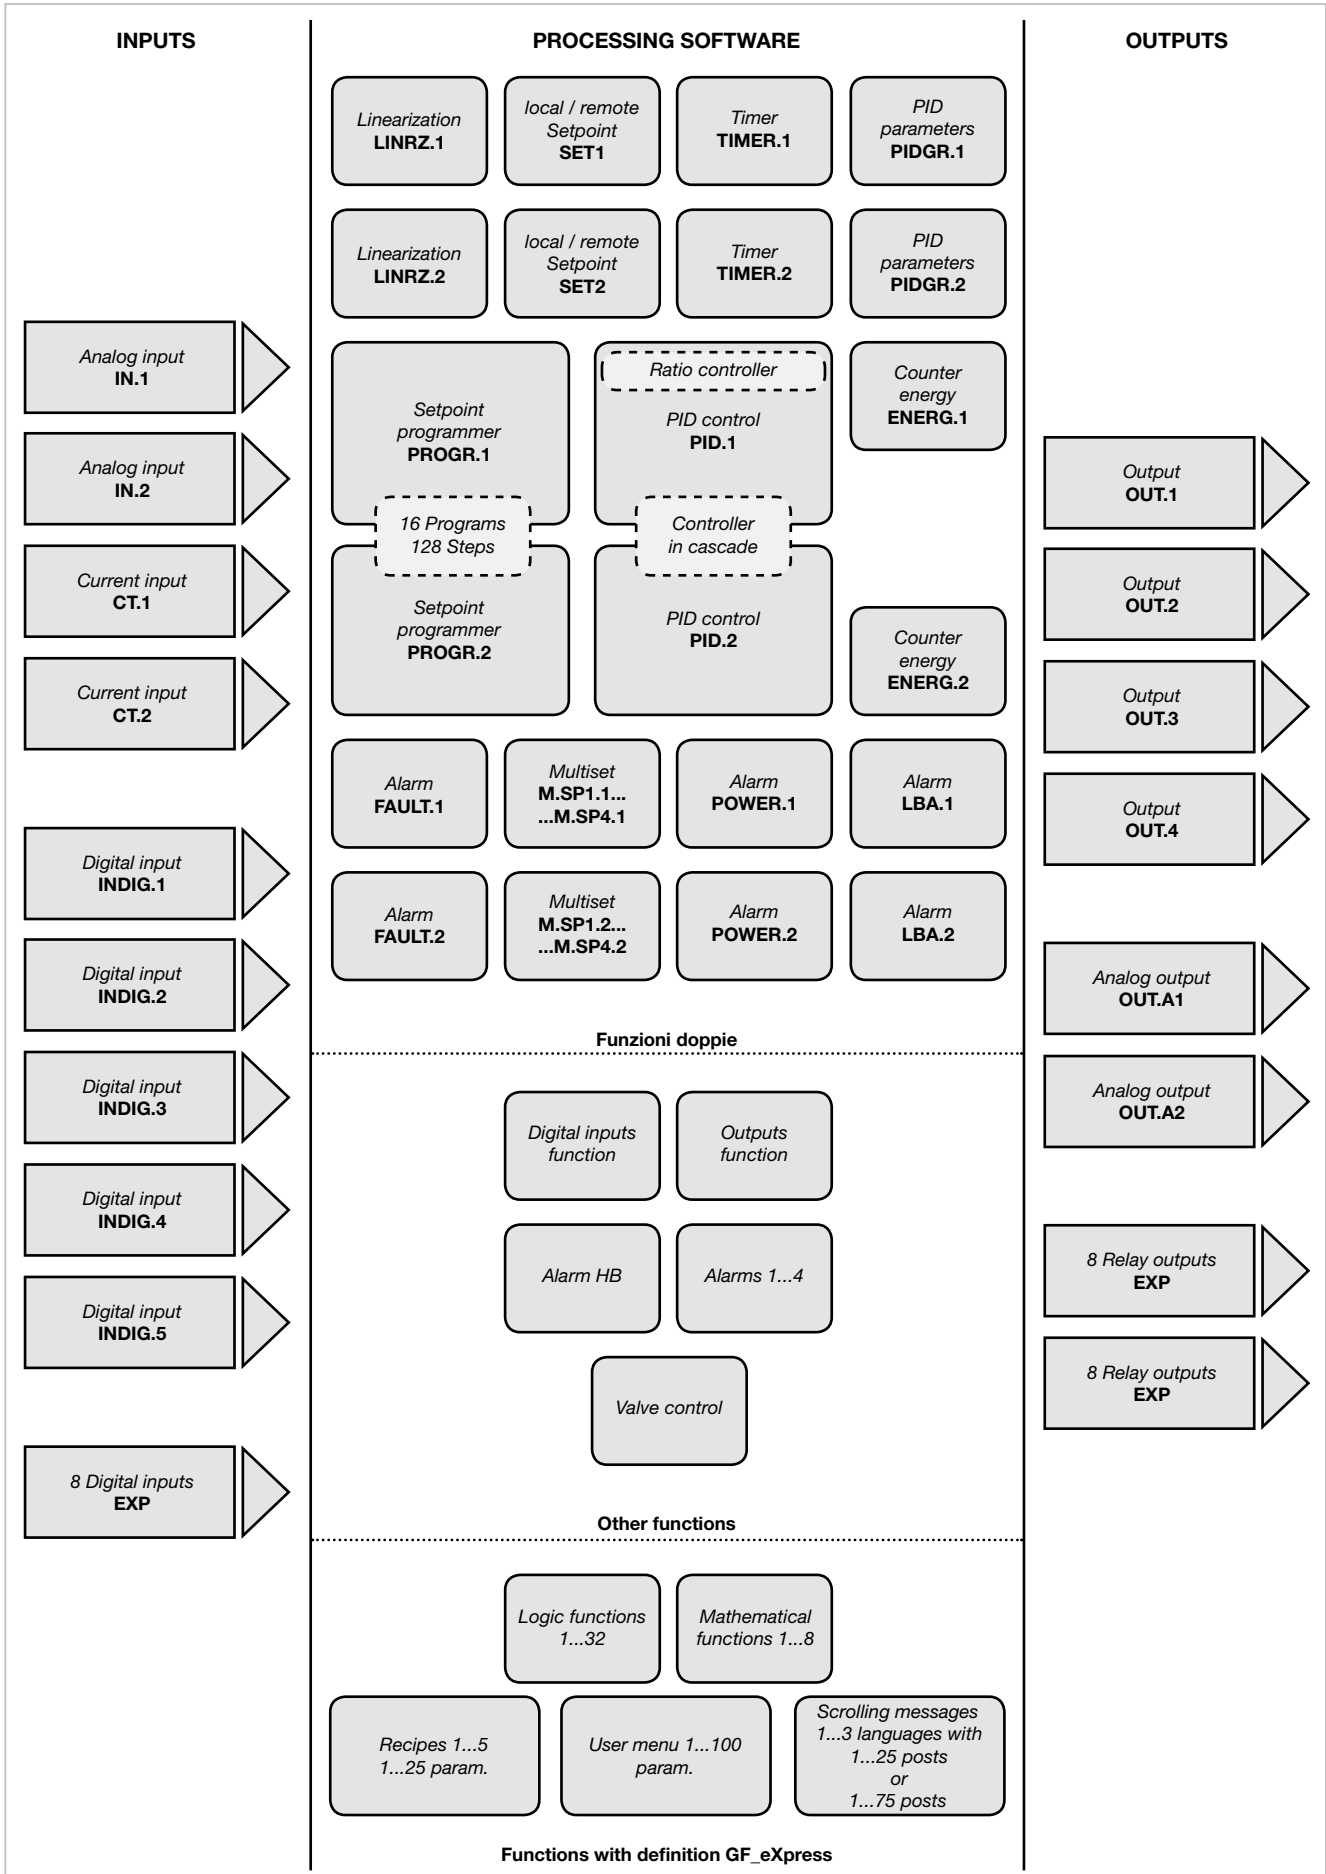 INPUTS
PROCESSING SOFTWARE
OUTPUTS
Linearization
LINRZ.1
local / remote
Setpoint
SET1
Timer
TIMER.1
PID
parameters
PIDGR.1
Linearization
LINRZ.2
local / remote
Setpoint
SET2
Timer
TIMER.2
PID
parameters
PIDGR.2
Analog input
IN.1
Analog input
IN.2
Current input
CT.1
Current input
CT.2
Digital input
INDIG.1
Digital input
INDIG.2
Digital input
INDIG.3
Digital input
INDIG.4
Digital input
INDIG.5
8 Digital inputs
EXP
Setpoint
programmer
PROGR.1
16 Programs
128 Steps
Setpoint
programmer
PROGR.2
Ratio controller
PID control
PID.1
Controller
in cascade
PID control
PID.2
Counter
energy
ENERG.1
Counter
energy
ENERG.2
Alarm
FAULT.1
Multiset
M.SP1.1...
...M.SP4.1
Alarm
POWER.1
Alarm
LBA.1
Alarm
FAULT.2
Multiset
M.SP1.2...
...M.SP4.2
Alarm
POWER.2
Alarm
LBA.2
Funzioni doppie
Digital inputs
function
Outputs
function
Alarm HB
Alarms 1...4
Valve control
Other functions
Logic functions
1...32
Mathematical
functions 1...8
Recipes 1...5
1...25 param.
User menu 1...100
param.
Scrolling messages
1...3 languages with
1...25 posts
or
1...75 posts
Functions with definition GF_eXpress
Output
OUT.1
Output
OUT.2
Output
OUT.3
Output
OUT.4
Analog output
OUT.A1
Analog output
OUT.A2
8 Relay outputs
EXP
8 Relay outputs
EXP